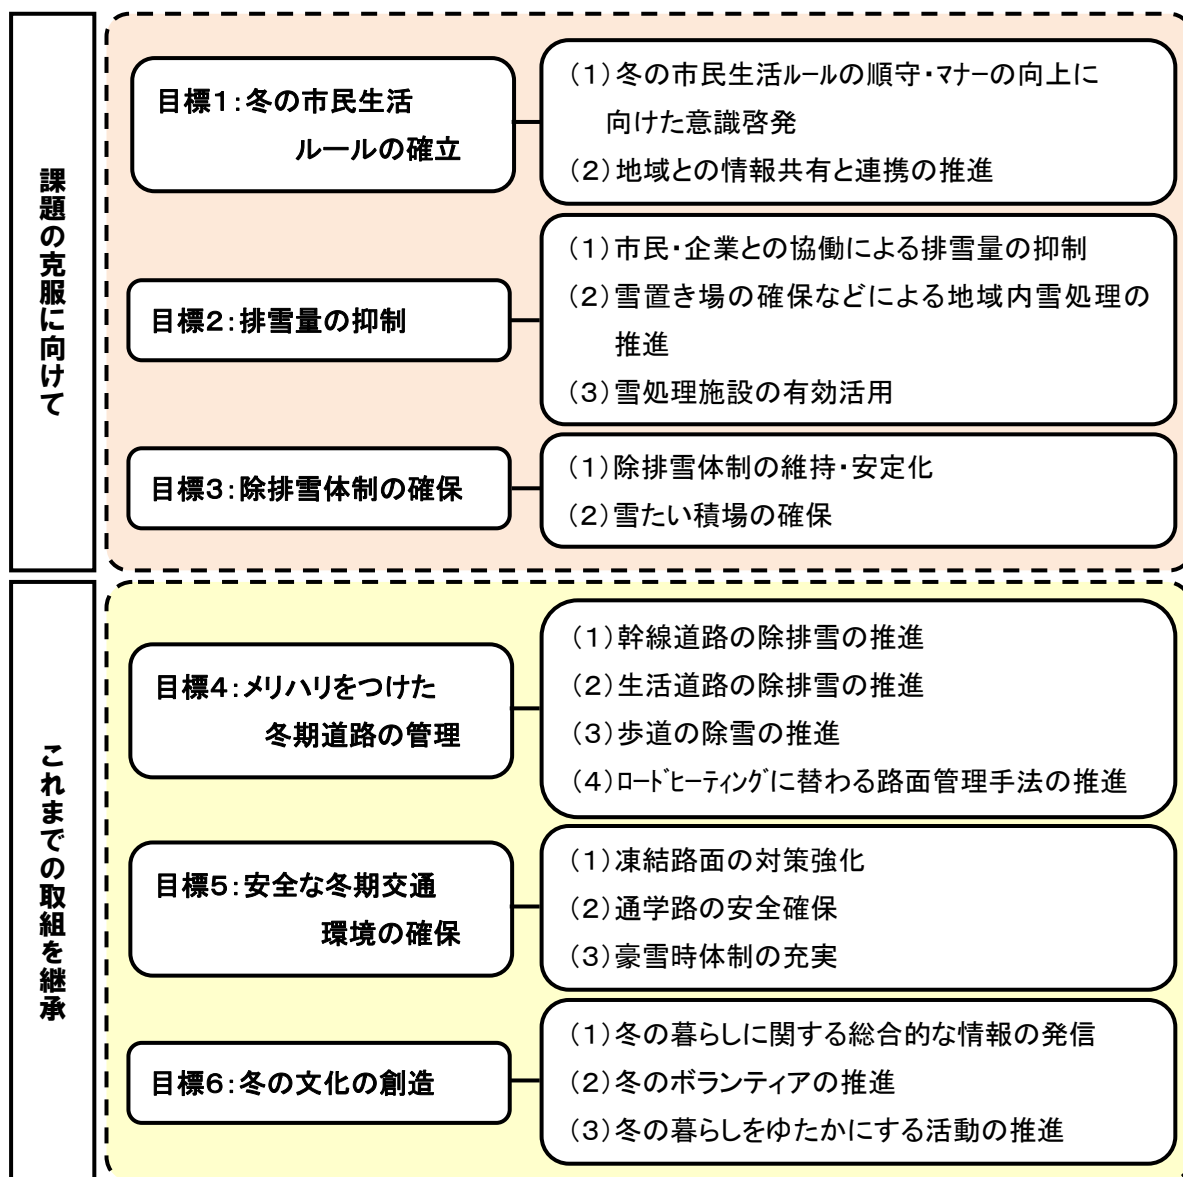 課題の克服に向けて
目標１：冬の市民生活
ルールの確立
（１）冬の市民生活ﾙｰﾙの順守・マナーの向上に
向けた意識啓発
（２）地域との情報共有と連携の推進
目標２：排雪量の抑制
（１）市民・企業との協働による排雪量の抑制
（２）雪置き場の確保などによる地域内雪処理の
推進
（３）雪処理施設の有効活用
目標３：除排雪体制の確保
（１）除排雪体制の維持・安定化
（２）雪たい積場の確保
これまでの取組を継承
目標４：メリハリをつけた
冬期道路の管理
（１）幹線道路の除排雪の推進
（２）生活道路の除排雪の推進
（３）歩道の除雪の推進
（４）ﾛｰﾄﾞﾋｰﾃｨﾝｸﾞに替わる路面管理手法の推進
目標５：安全な冬期交通
環境の確保
（１）凍結路面の対策強化
（２）通学路の安全確保
（３）豪雪時体制の充実
目標６：冬の文化の創造
（１）冬の暮らしに関する総合的な情報の発信
（２）冬のボランティアの推進
（３）冬の暮らしをゆたかにする活動の推進